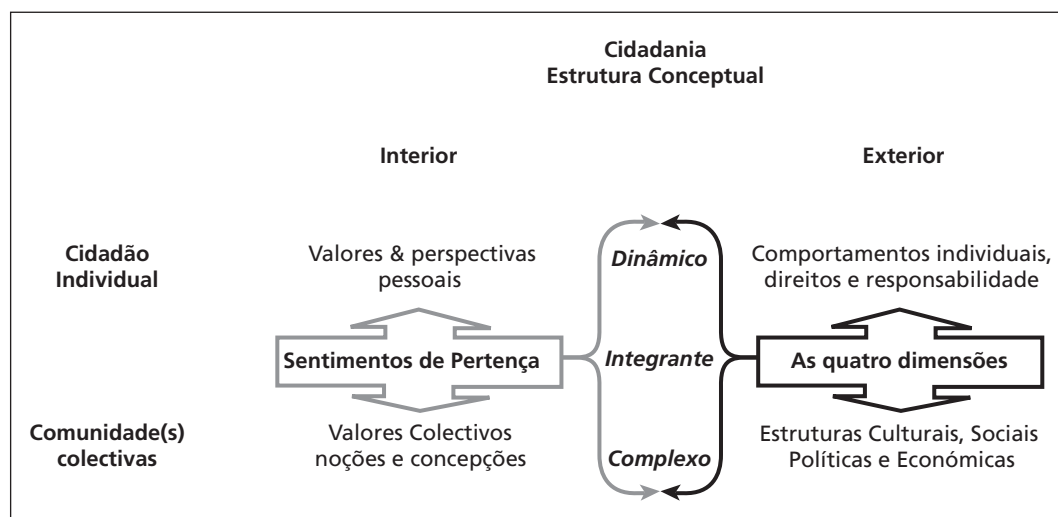 Cidadania
Estrutura Conceptual
Interior
Exterior
Cidadão
Individual
Valores & perspectivas
pessoais
Dinâmico
Comportamentos individuais,
direitos e responsabilidade
Sentimentos de Pertença
Integrante
As quatro dimensões
Comunidade(s)
colectivas
Valores Colectivos
noções e concepções
Complexo
Estruturas Culturais, Sociais
Políticas e Económicas